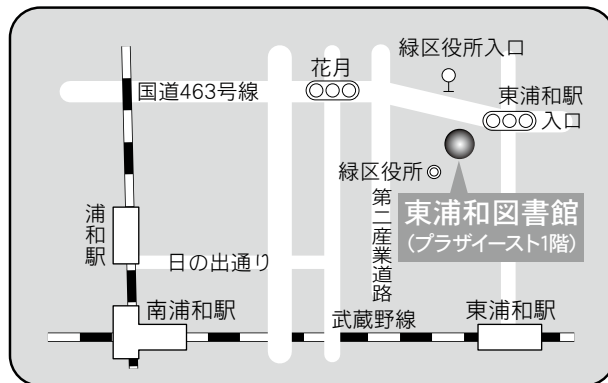 緑区役所入口
花月
国道463号線
東浦和駅
入口
緑区役所
東浦和図書館
(プラザイースト1階)
第二産業道路
浦和駅
日の出通り
南浦和駅
武蔵野線
東浦和駅